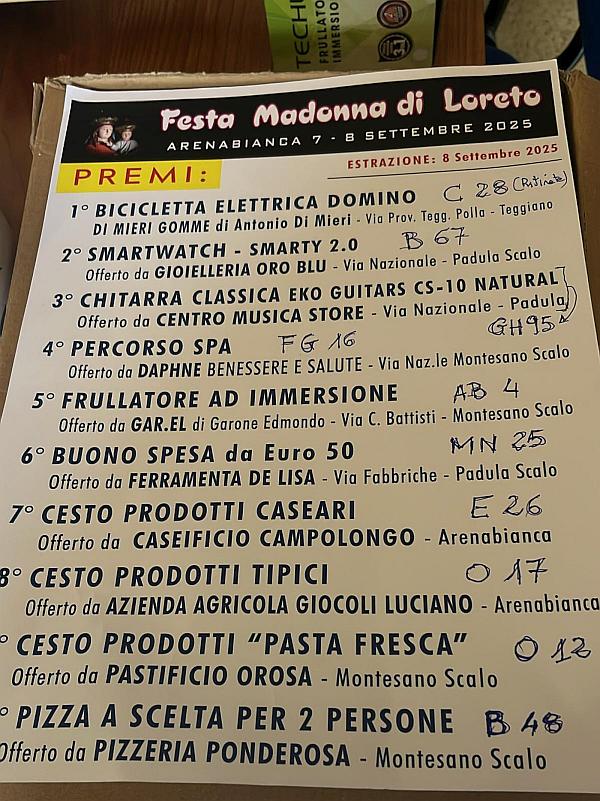 TECH
FRULLATO
IMMERSIO
Festa Madonna di Loreto
ARENABIANCA 7 - 8 SETTEMBRE 2025
PREMI:
ESTRAZIONE: 8 Settembre 2025
1° BICICLETTA ELETTRICA DOMINO C 28 (Ritirato)
DI MIERI GOMME di Antonio Di Mieri - Via Prov. Tegg. Polla - Teggiano
2° SMARTWATCH - SMARTY 2.0 B 67
Offerto da GIOIELLERIA ORO BLU - Via Nazionale - Padula Scalo
3° CHITARRA CLASSICA EKO GUITARS CS-10 NATURAL
Offerto da CENTRO MUSICA STORE - Via Nazionale - Padula
GH95
4° PERCORSO SPA FG 16
Offerto da DAPHNE BENESSERE E SALUTE - Via Naz.le Montesano Scalo
5° FRULLATORE AD IMMERSIONE AB 4
Offerto da GAR.EL di Garone Edmondo - Via C. Battisti - Montesano Scalo
6° BUONO SPESA da Euro 50 MN 25
Offerto da FERRAMENTA DE LISA - Via Fabbriche - Padula Scalo
7° CESTO PRODOTTI CASEARI E 26
Offerto da CASEIFICIO CAMPOLONGO - Arenabianca
8° CESTO PRODOTTI TIPICI O 17
Offerto da AZIENDA AGRICOLA GIOCOLI LUCIANO - Arenabianca
° CESTO PRODOTTI "PASTA FRESCA" O 12
Offerto da PASTIFICIO OROSA - Montesano Scalo
° PIZZA A SCELTA PER 2 PERSONE B 48
Offerto da PIZZERIA PONDEROSA - Montesano Scalo